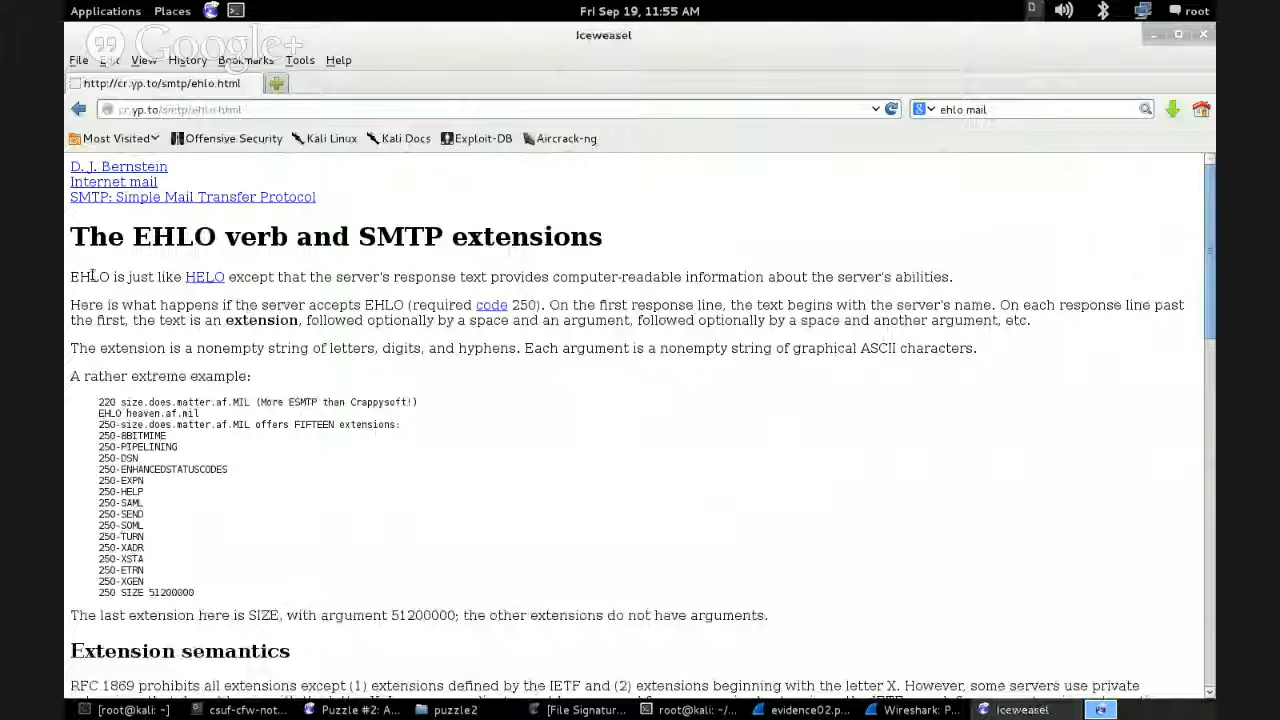 Applications Places Fri Sep 19, 11:55 AM root
Google+
Iceweasel
File Edit View History Bookmarks Tools Help
http://cr.yp.to/smtp/ehlo.html
cr.yp.to/smtp/ehlo.html ehlo mail
Most Visited Offensive Security Kali Linux Kali Docs Exploit-DB Aircrack-ng
D. J. Bernstein
Internet mail
SMTP: Simple Mail Transfer Protocol
The EHLO verb and SMTP extensions
EHLO is just like HELO except that the server's response text provides computer-readable information about the server's abilities.
Here is what happens if the server accepts EHLO (required code 250). On the first response line, the text begins with the server's name. On each response line past
the first, the text is an extension, followed optionally by a space and an argument, followed optionally by a space and another argument, etc.
The extension is a nonempty string of letters, digits, and hyphens. Each argument is a nonempty string of graphical ASCII characters.
A rather extreme example:
220 size.does.matter.af.MIL (More ESMTP than Crappysoft!)
EHLO heaven.af.mil
250-size.does.matter.af.MIL offers FIFTEEN extensions:
250-8BITMIME
250-PIPELINING
250-DSN
250-ENHANCEDSTATUSCODES
250-EXPN
250-HELP
250-SAML
250-SEND
250-SOML
250-TURN
250-XADR
250-XSTA
250-ETRN
250-XGEN
250 SIZE 51200000
The last extension here is SIZE, with argument 51200000; the other extensions do not have arguments.
Extension semantics
RFC 1869 prohibits all extensions except (1) extensions defined by the IETF and (2) extensions beginning with the letter X. However, some servers use private
[root@kali: ~] csuf-cfw-not... Puzzle #2: A... puzzle2 [File Signatur... root@kali: ~/... evidence02.p... Wireshark: P... Iceweasel